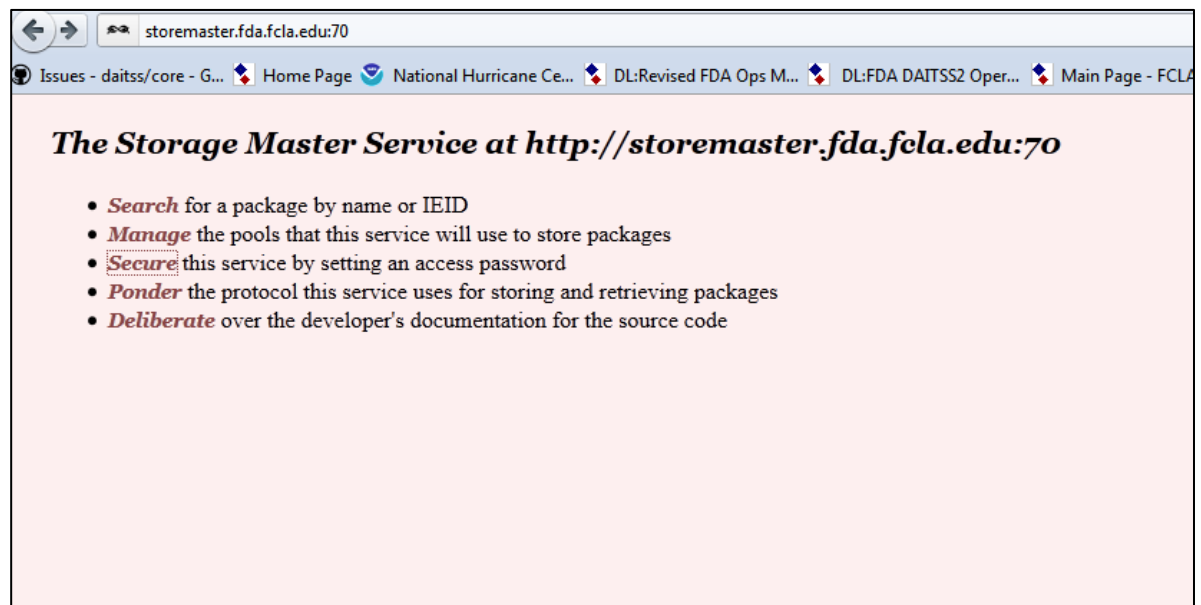 storemaster.fda.fcla.edu:70
Issues - daitss/core - G... Home Page National Hurricane Ce... DL:Revised FDA Ops M... DL:FDA DAITSS2 Oper... Main Page - FCLA
The Storage Master Service at http://storemaster.fda.fcla.edu:70
• Search for a package by name or IEID
• Manage the pools that this service will use to store packages
• Secure this service by setting an access password
• Ponder the protocol this service uses for storing and retrieving packages
• Deliberate over the developer's documentation for the source code